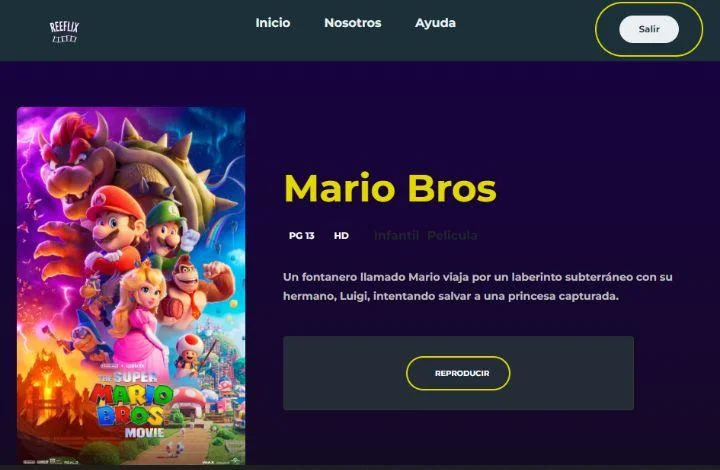 REEFLIX
Inicio
Nosotros
Ayuda
Salir
Mario Bros
PG 13
HD
Infantil Pelicula
Un fontanero llamado Mario viaja por un laberinto subterráneo con su
hermano, Luigi, intentando salvar a una princesa capturada.
REPRODUCIR
THE SUPER
MARIO
BROS
MOVIE